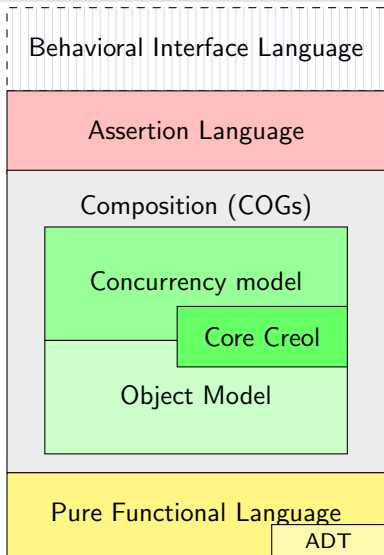 Behavioral Interface Language
Assertion Language
Composition (COGs)
Concurrency model
Core Creol
Object Model
Pure Functional Language
ADT